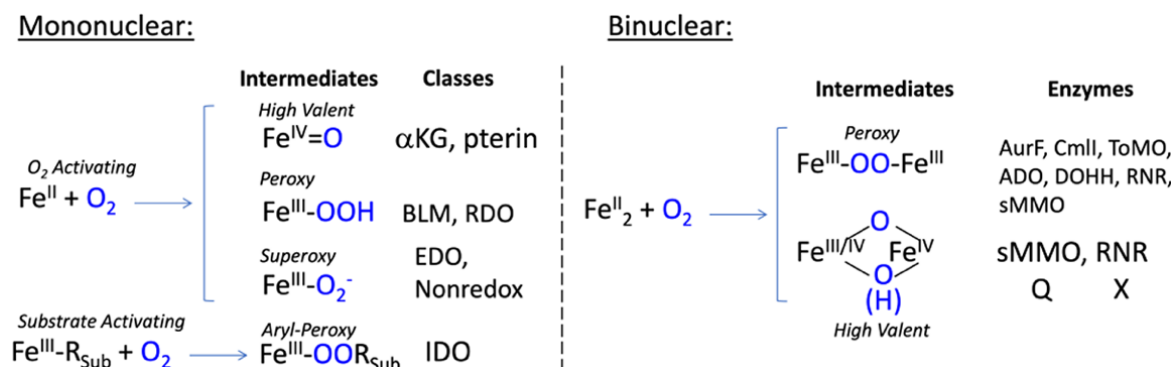 Mononuclear:
Intermediates Classes
High Valent
Fe^IV=O αKG, pterin
O₂ Activating
Fe^II + O₂
Peroxy
Fe^III-OOH BLM, RDO
Superoxy
Fe^III-O₂⁻ EDO,
Nonredox
Substrate Activating
Fe^III-R_Sub + O₂
Aryl-Peroxy
Fe^III-OOR_Sub IDO
Binuclear:
Intermediates Enzymes
Peroxy
Fe^III-OO-Fe^III
AurF, CmlI, ToMO,
ADO, DOHH, RNR,
sMMO
Fe^II₂ + O₂
O
Fe^III/IV Fe^IV
O
(H)
High Valent
sMMO, RNR
Q X